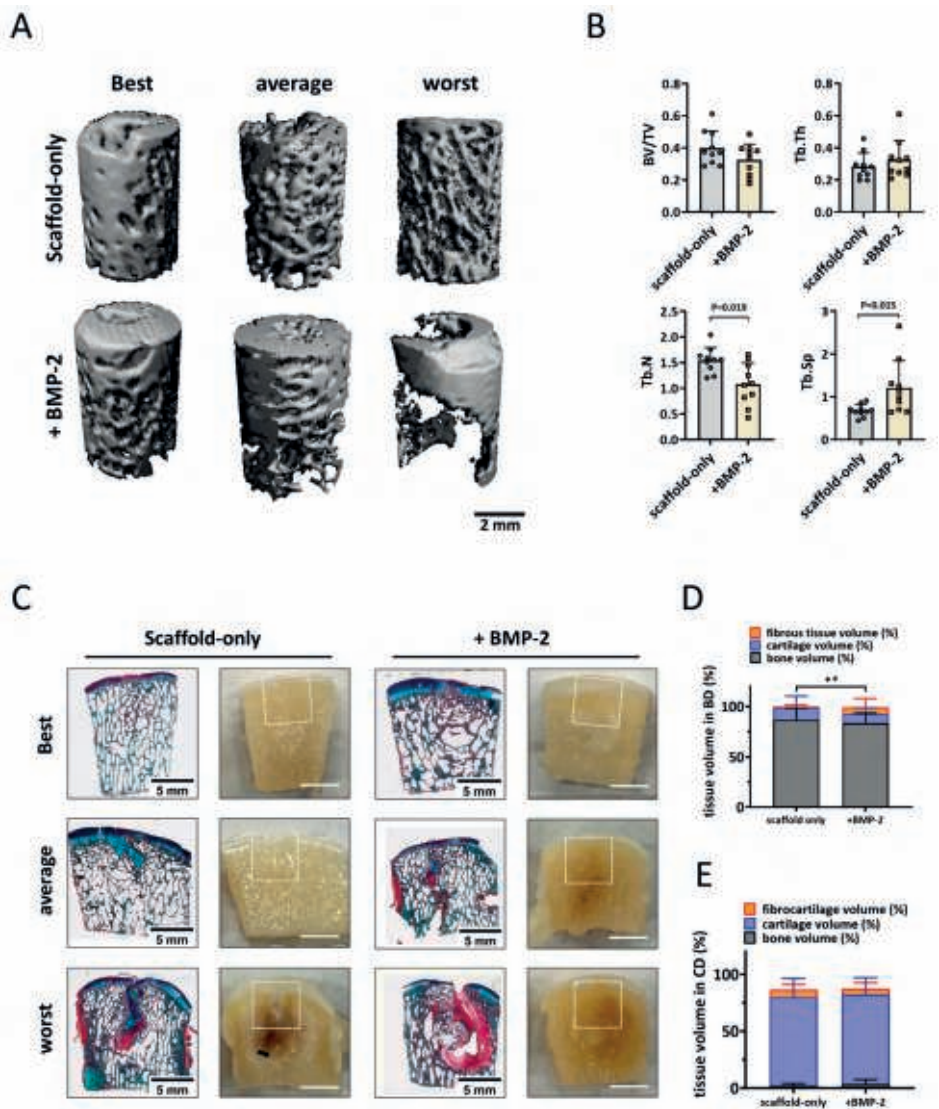 A
Best average worst
Scaffold-only
+ BMP-2
2 mm
B
BV/TV
0.8
0.6
0.4
0.2
0.0
scaffold-only
+BMP-2
Tb.Th
0.8
0.6
0.4
0.2
0.0
scaffold-only
+BMP-2
Tb.N
2.5
2.0
1.5
1.0
0.5
0.0
P=0.019
scaffold-only
+BMP-2
Tb.Sp
3
2
1
0
P=0.015
scaffold-only
+BMP-2
C
Scaffold-only + BMP-2
Best
5 mm
5 mm
average
5 mm
5 mm
worst
5 mm
5 mm
D
fibrous tissue volume (%)
cartilage volume (%)
bone volume (%)
tissue volume in BD (%)
100
50
0
scaffold only +BMP-2
E
fibrocartilage volume (%)
cartilage volume (%)
bone volume (%)
tissue volume in CD (%)
100
50
0
scaffold-only +BMP-2